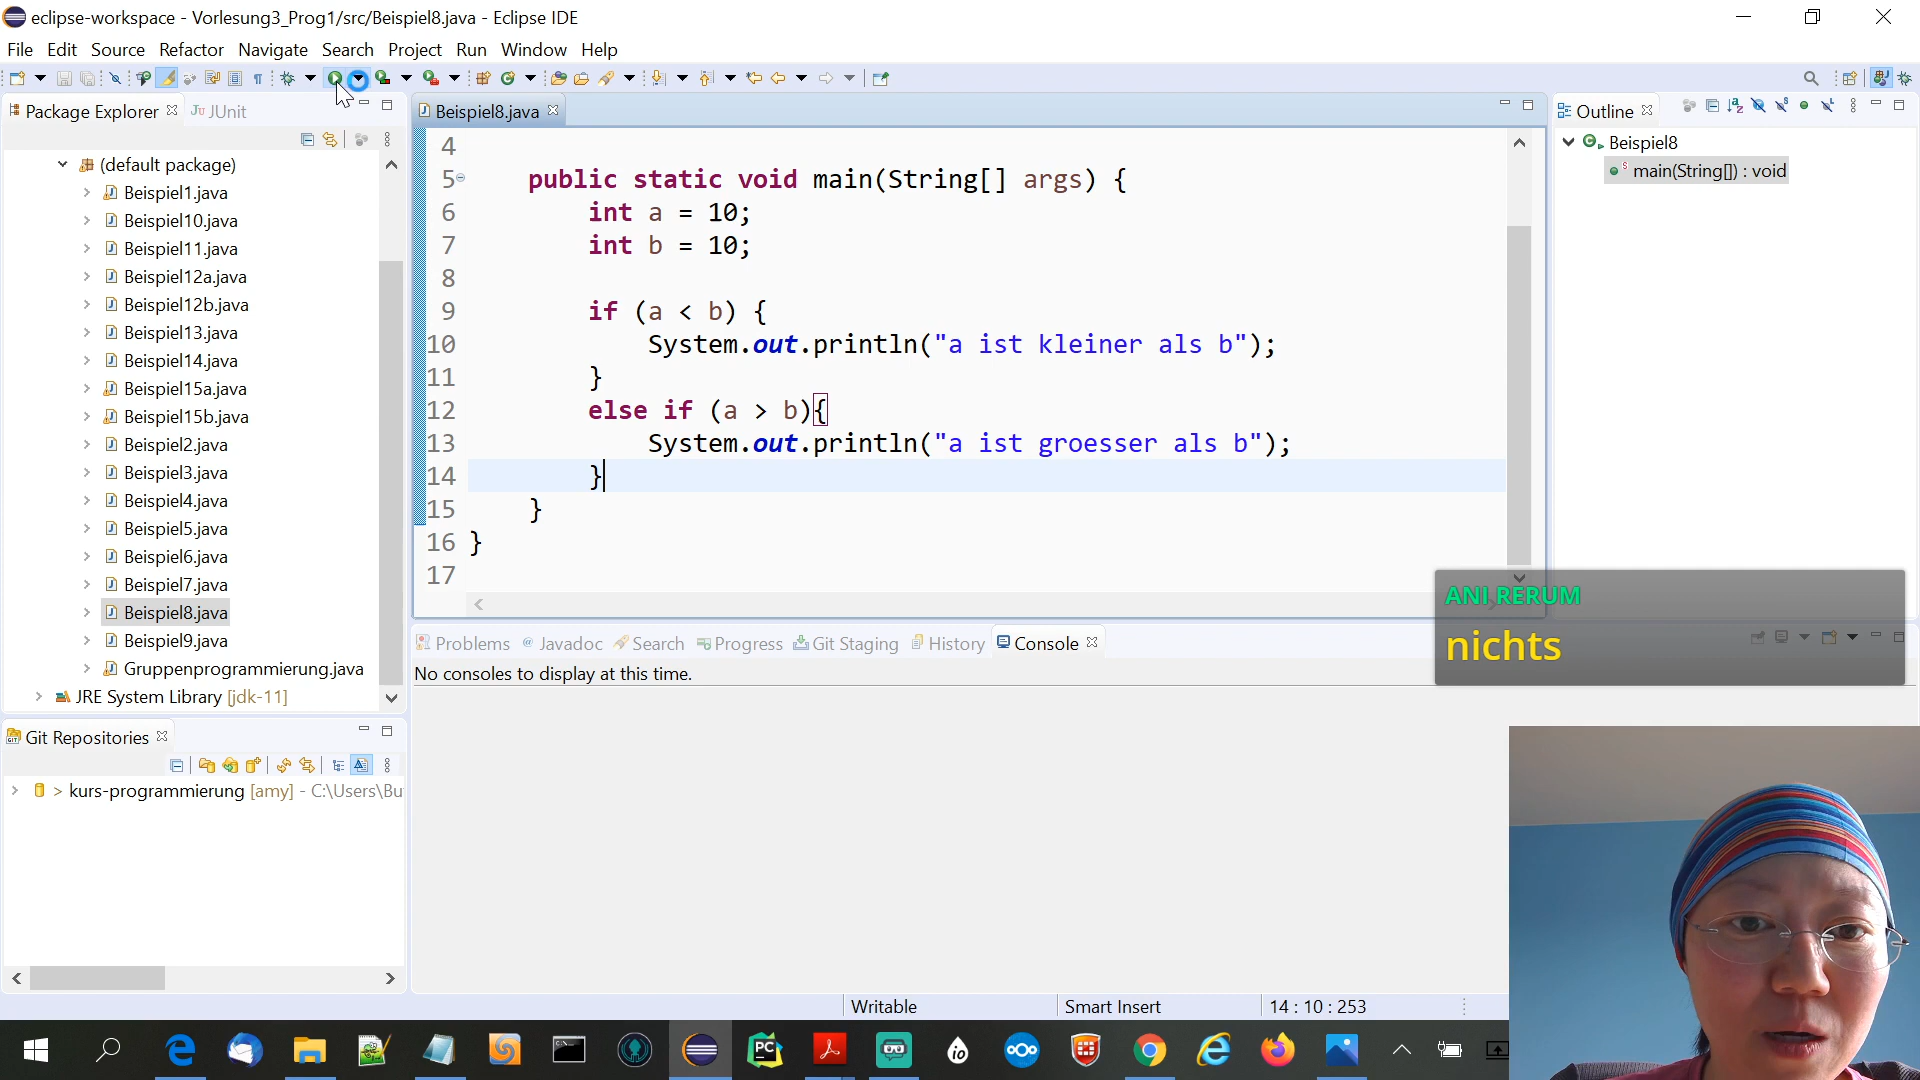 eclipse-workspace - Vorlesung3_Prog1/src/Beispiel8.java - Eclipse IDE
File Edit Source Refactor Navigate Search Project Run Window Help
Package Explorer
JUnit
(default package)
Beispiel1.java
Beispiel10.java
Beispiel11.java
Beispiel12a.java
Beispiel12b.java
Beispiel13.java
Beispiel14.java
Beispiel15a.java
Beispiel15b.java
Beispiel2.java
Beispiel3.java
Beispiel4.java
Beispiel5.java
Beispiel6.java
Beispiel7.java
Beispiel8.java
Beispiel9.java
Gruppenprogrammierung.java
JRE System Library [jdk-11]
Git Repositories
> kurs-programmierung [amy] - C:\Users\Bu
Beispiel8.java
4
5 public static void main(String[] args) {
6 int a = 10;
7 int b = 10;
8
9 if (a < b) {
10 System.out.println("a ist kleiner als b");
11 }
12 else if (a > b){
13 System.out.println("a ist groesser als b");
14 }
15 }
16 }
17
Outline
Beispiel8
main(String[]) : void
Problems Javadoc Search Progress Git Staging History Console
No consoles to display at this time.
ANI RERUM
nichts
Writable Smart Insert 14 : 10 : 253
PC
io